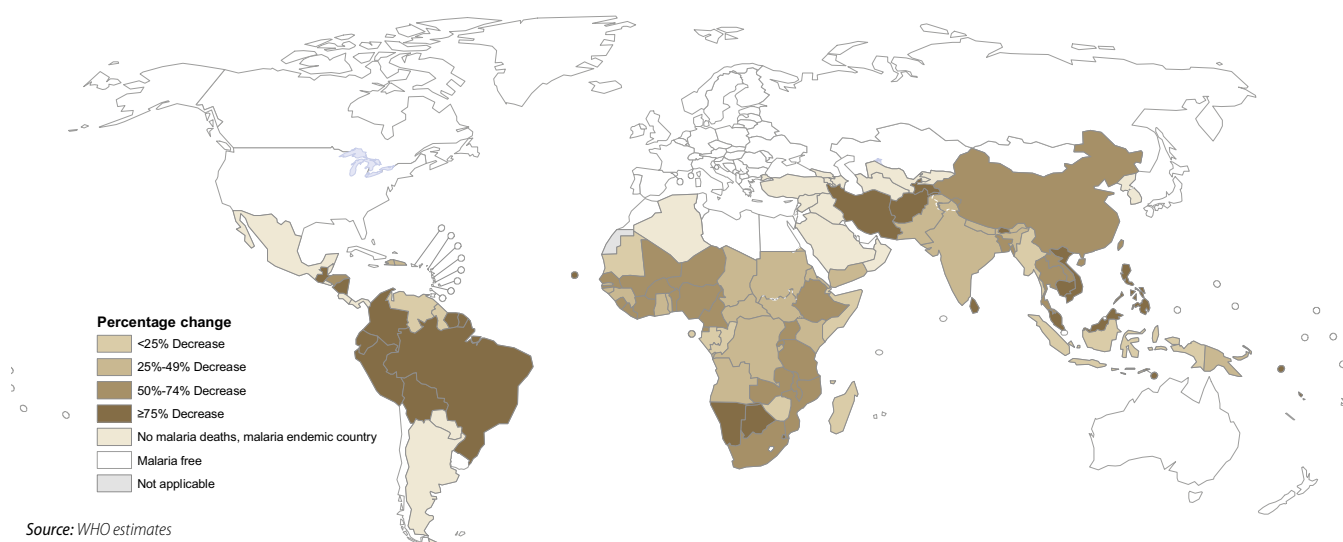 Percentage change
<25% Decrease
25%-49% Decrease
50%-74% Decrease
≥75% Decrease
No malaria deaths, malaria endemic country
Malaria free
Not applicable
Source: WHO estimates